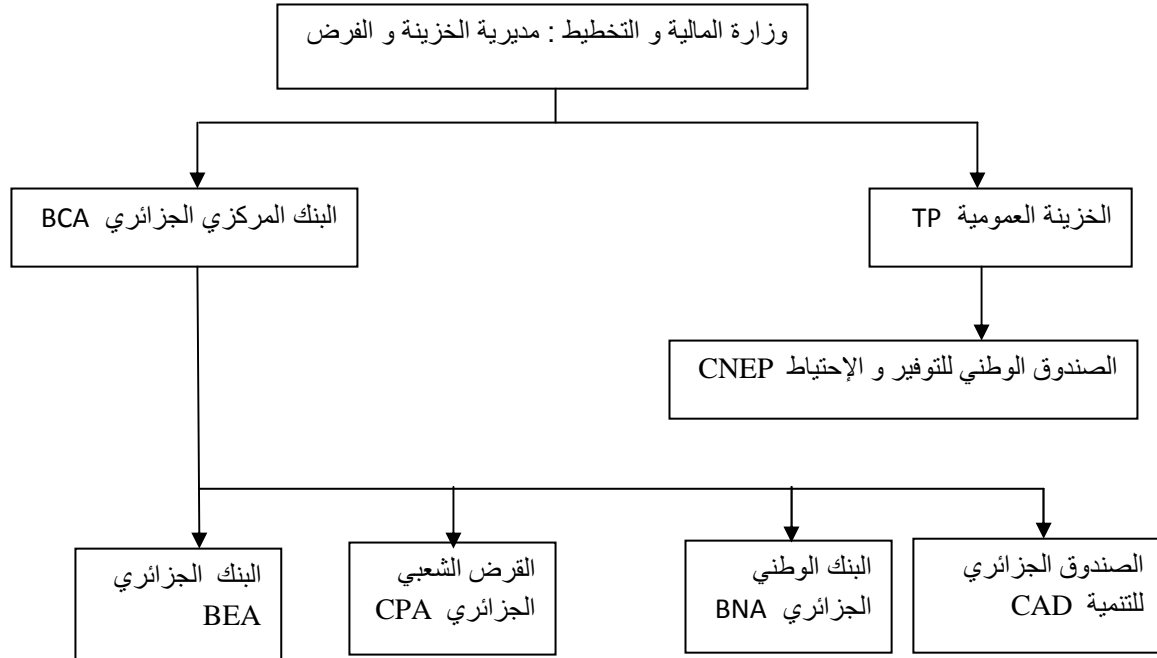 وزارة المالية و التخطيط : مديرية الخزينة و الفرض
الخزينة العمومية TP
البنك المركزي الجزائري BCA
الصندوق الوطني للتوفير و الإحتياط CNEP
الصندوق الجزائري
للتنمية CAD
البنك الوطني
الجزائري BNA
القرض الشعبي
الجزائري CPA
البنك الجزائري
BEA